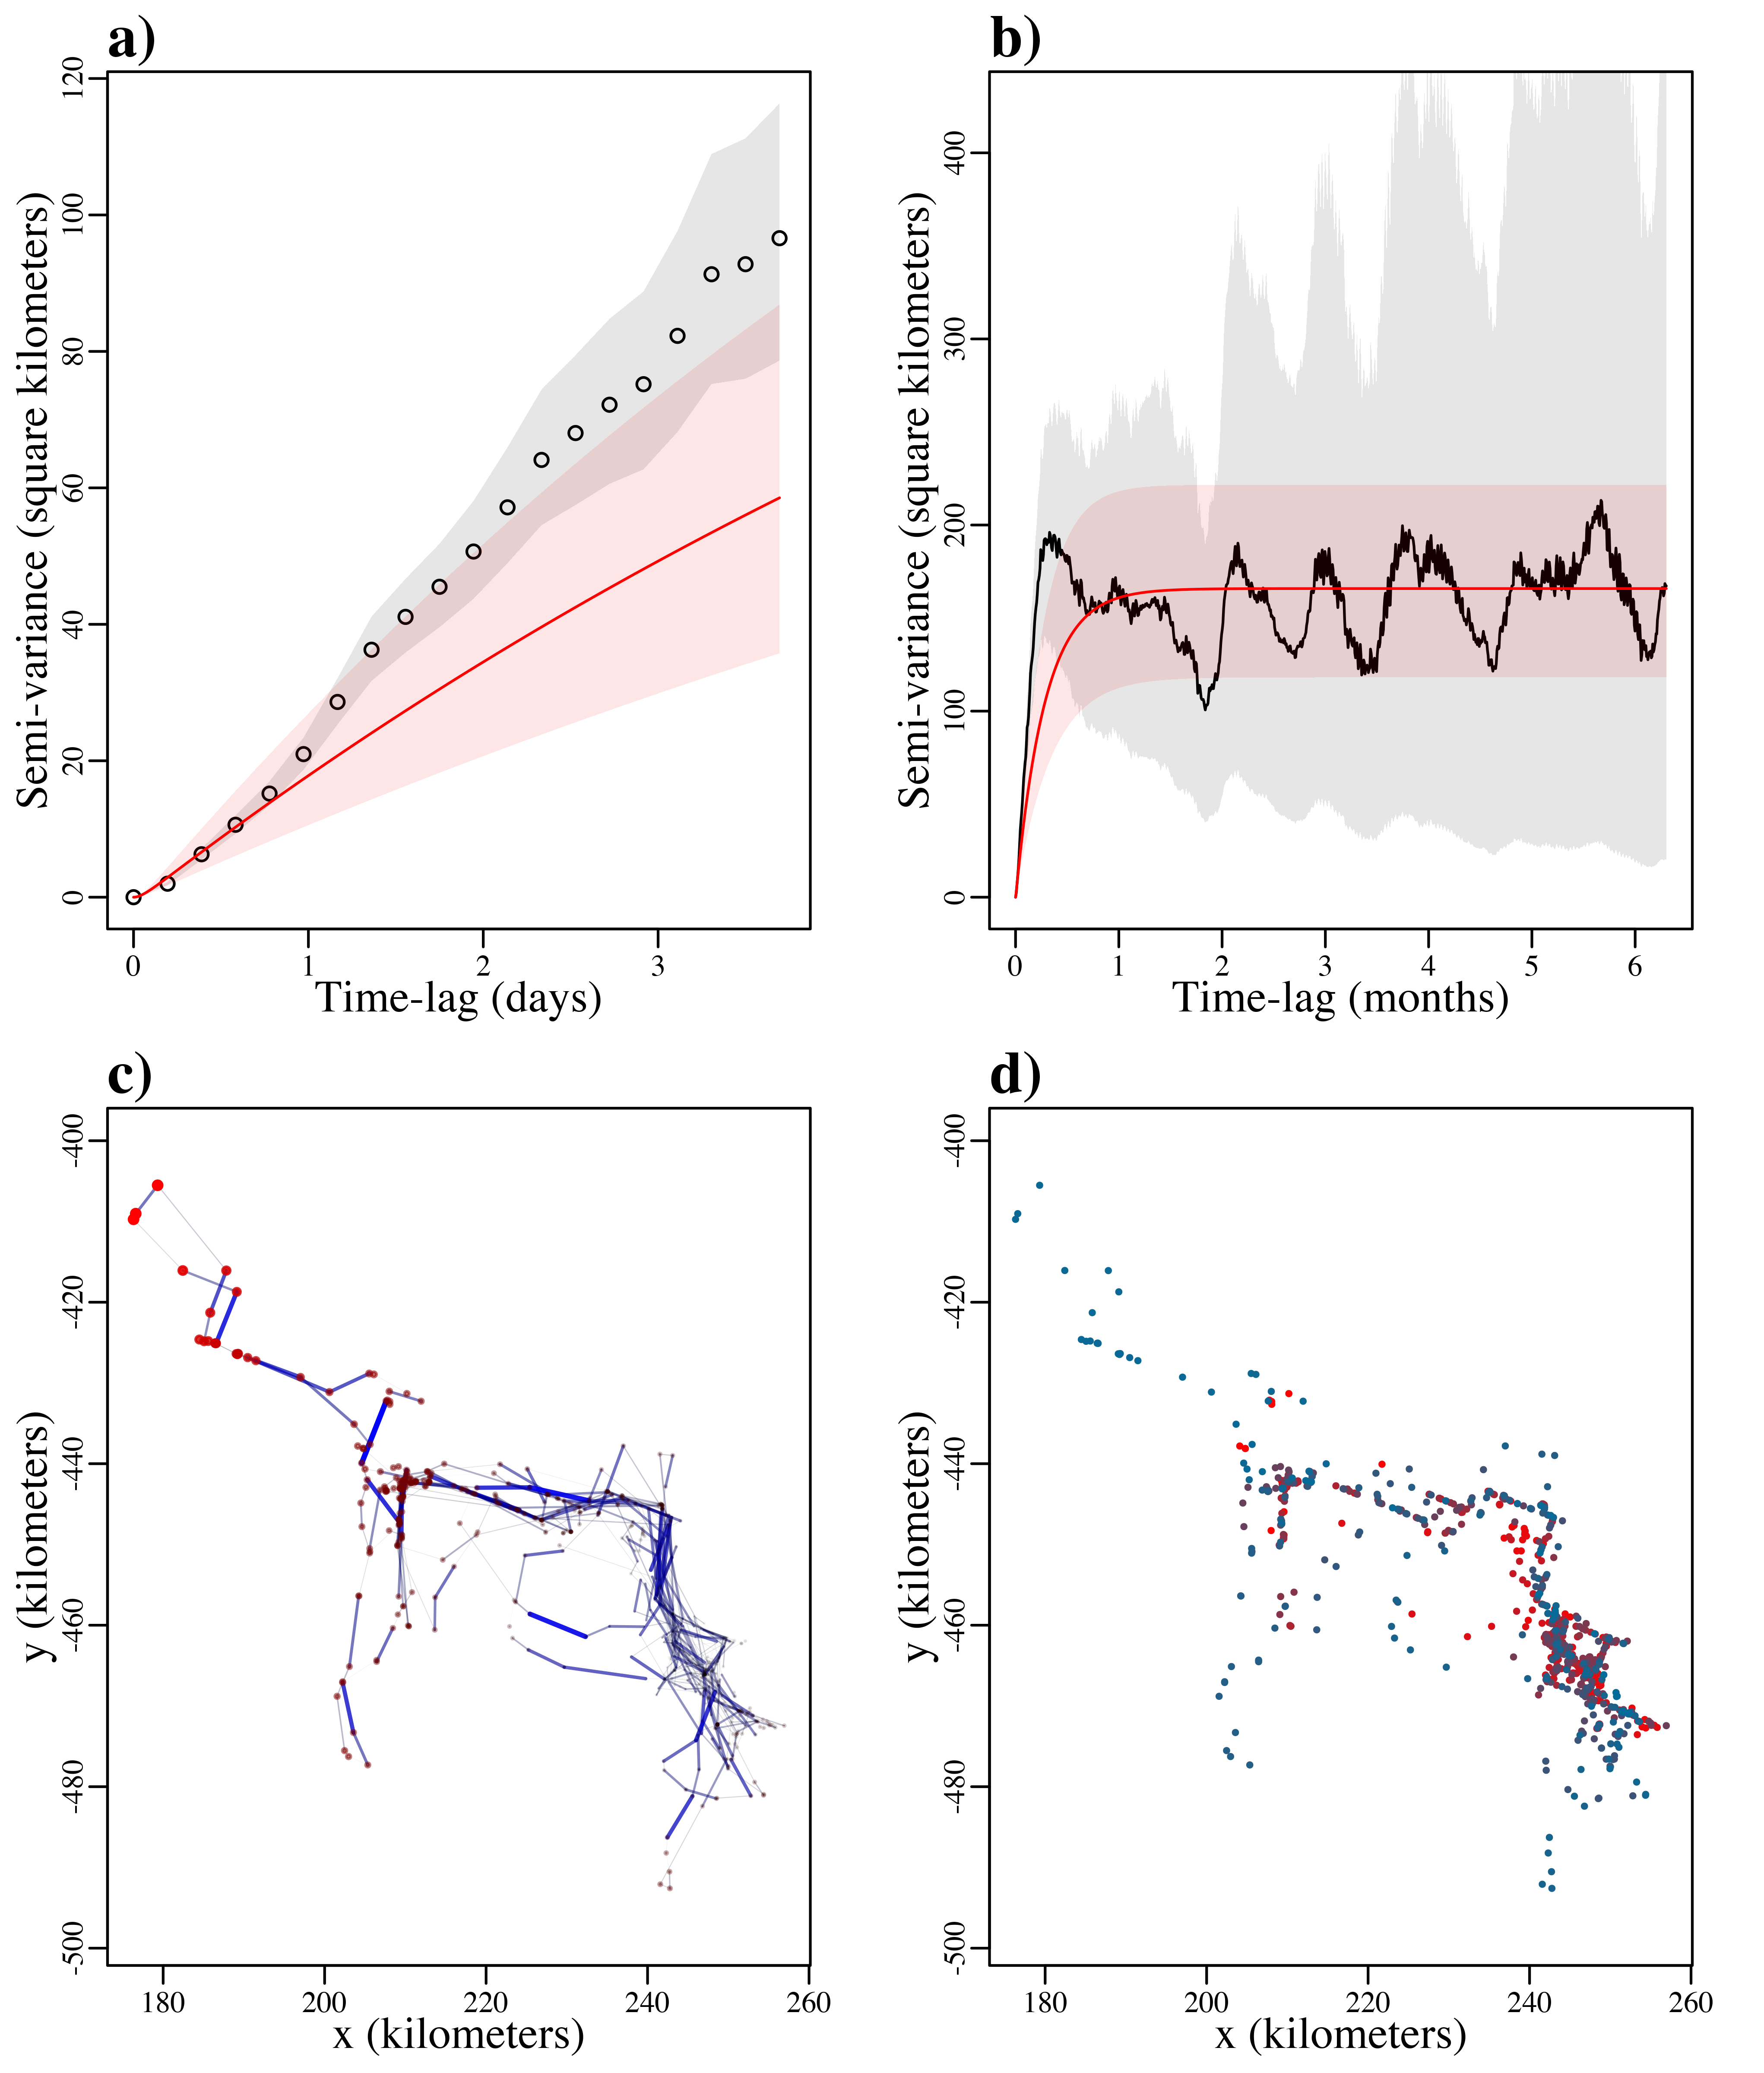 a)
Semi-variance (square kilometers)
0 20 40 60 80 100 120
0 1 2 3
Time-lag (days)
b)
Semi-variance (square kilometers)
0 100 200 300 400
0 1 2 3 4 5 6
Time-lag (months)
c)
y (kilometers)
-500 -480 -460 -440 -420 -400
180 200 220 240 260
x (kilometers)
d)
y (kilometers)
-500 -480 -460 -440 -420 -400
180 200 220 240 260
x (kilometers)